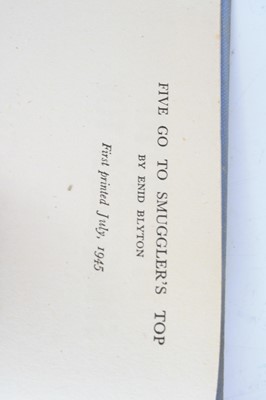 FIVE GO TO SMUGGLER'S TOP
BY ENID BLYTON
First printed July, 1945